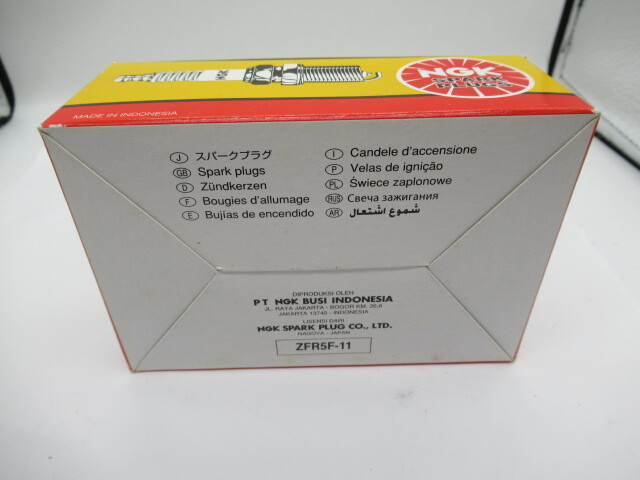 NGK
SPARK
PLUGS
NGK
MADE IN INDONESIA
J スパークプラグ
GB Spark plugs
D Zündkerzen
F Bougies d'allumage
E Bujías de encendido
I Candele d'accensione
P Velas de ignição
PL Świece zaplonowe
RUS Свеча зажигания
AR شموع اشتعال
DIPRODUKSI OLEH
PT NGK BUSI INDONESIA
JL. RAYA JAKARTA - BOGOR KM. 26,6
JAKARTA 13740 - INDONESIA
LISENSI DARI
NGK SPARK PLUG CO., LTD.
NAGOYA - JAPAN
ZFR5F-11